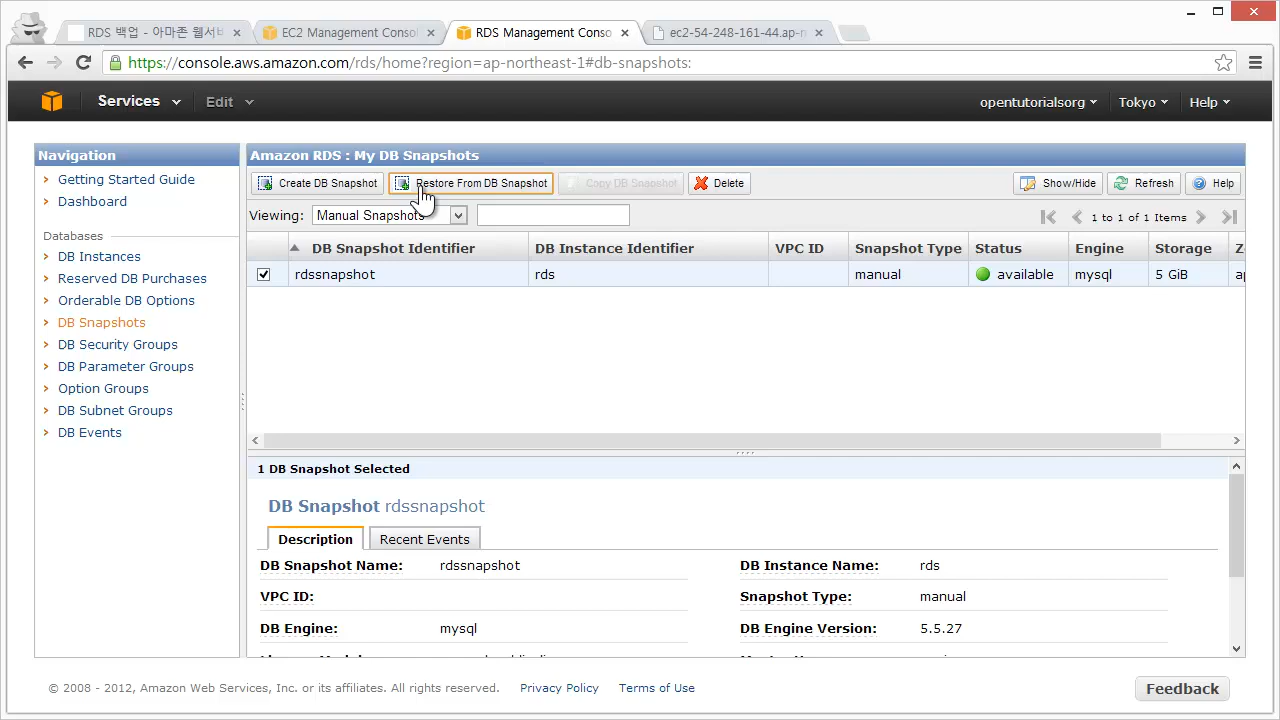 RDS 백업 - 아마존 웹서비
EC2 Management Consol
RDS Management Conso
ec2-54-248-161-44.ap-n
https://console.aws.amazon.com/rds/home?region=ap-northeast-1#db-snapshots:
Services Edit opentutorialsorg Tokyo Help
Navigation
Getting Started Guide
Dashboard
Databases
DB Instances
Reserved DB Purchases
Orderable DB Options
DB Snapshots
DB Security Groups
DB Parameter Groups
Option Groups
DB Subnet Groups
DB Events
Amazon RDS : My DB Snapshots
Create DB Snapshot Restore From DB Snapshot Copy DB Snapshot Delete Show/Hide Refresh Help
Viewing: Manual Snapshots 1 to 1 of 1 Items
DB Snapshot Identifier DB Instance Identifier VPC ID Snapshot Type Status Engine Storage Z
rdssnapshot rds manual available mysql 5 GiB a
1 DB Snapshot Selected
DB Snapshot rdssnapshot
Description Recent Events
DB Snapshot Name: rdssnapshot DB Instance Name: rds
VPC ID: Snapshot Type: manual
DB Engine: mysql DB Engine Version: 5.5.27
© 2008 - 2012, Amazon Web Services, Inc. or its affiliates. All rights reserved. Privacy Policy Terms of Use Feedback